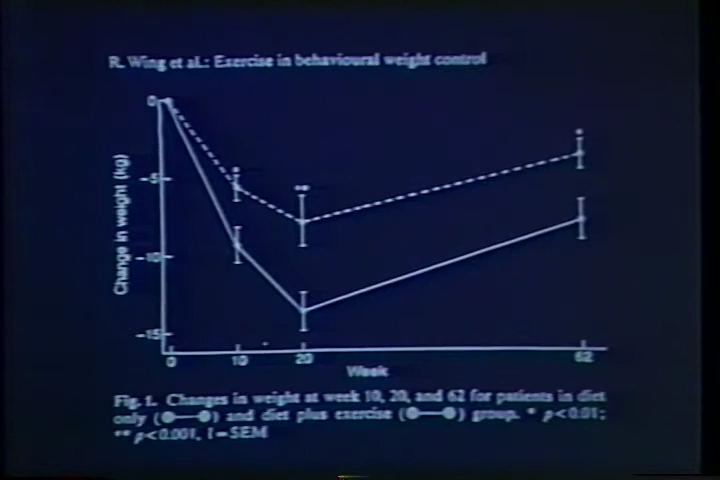 R. Wing et al.: Exercise in behavioural weight control
0
*
**
*
-5
-10
-15
Change in weight (kg)
0 10 20 62
Week
Fig. 1. Changes in weight at week 10, 20, and 62 for patients in diet
only (●—●) and diet plus exercise (●—●) group. * p<0.01;
** p<0.001, I=SEM